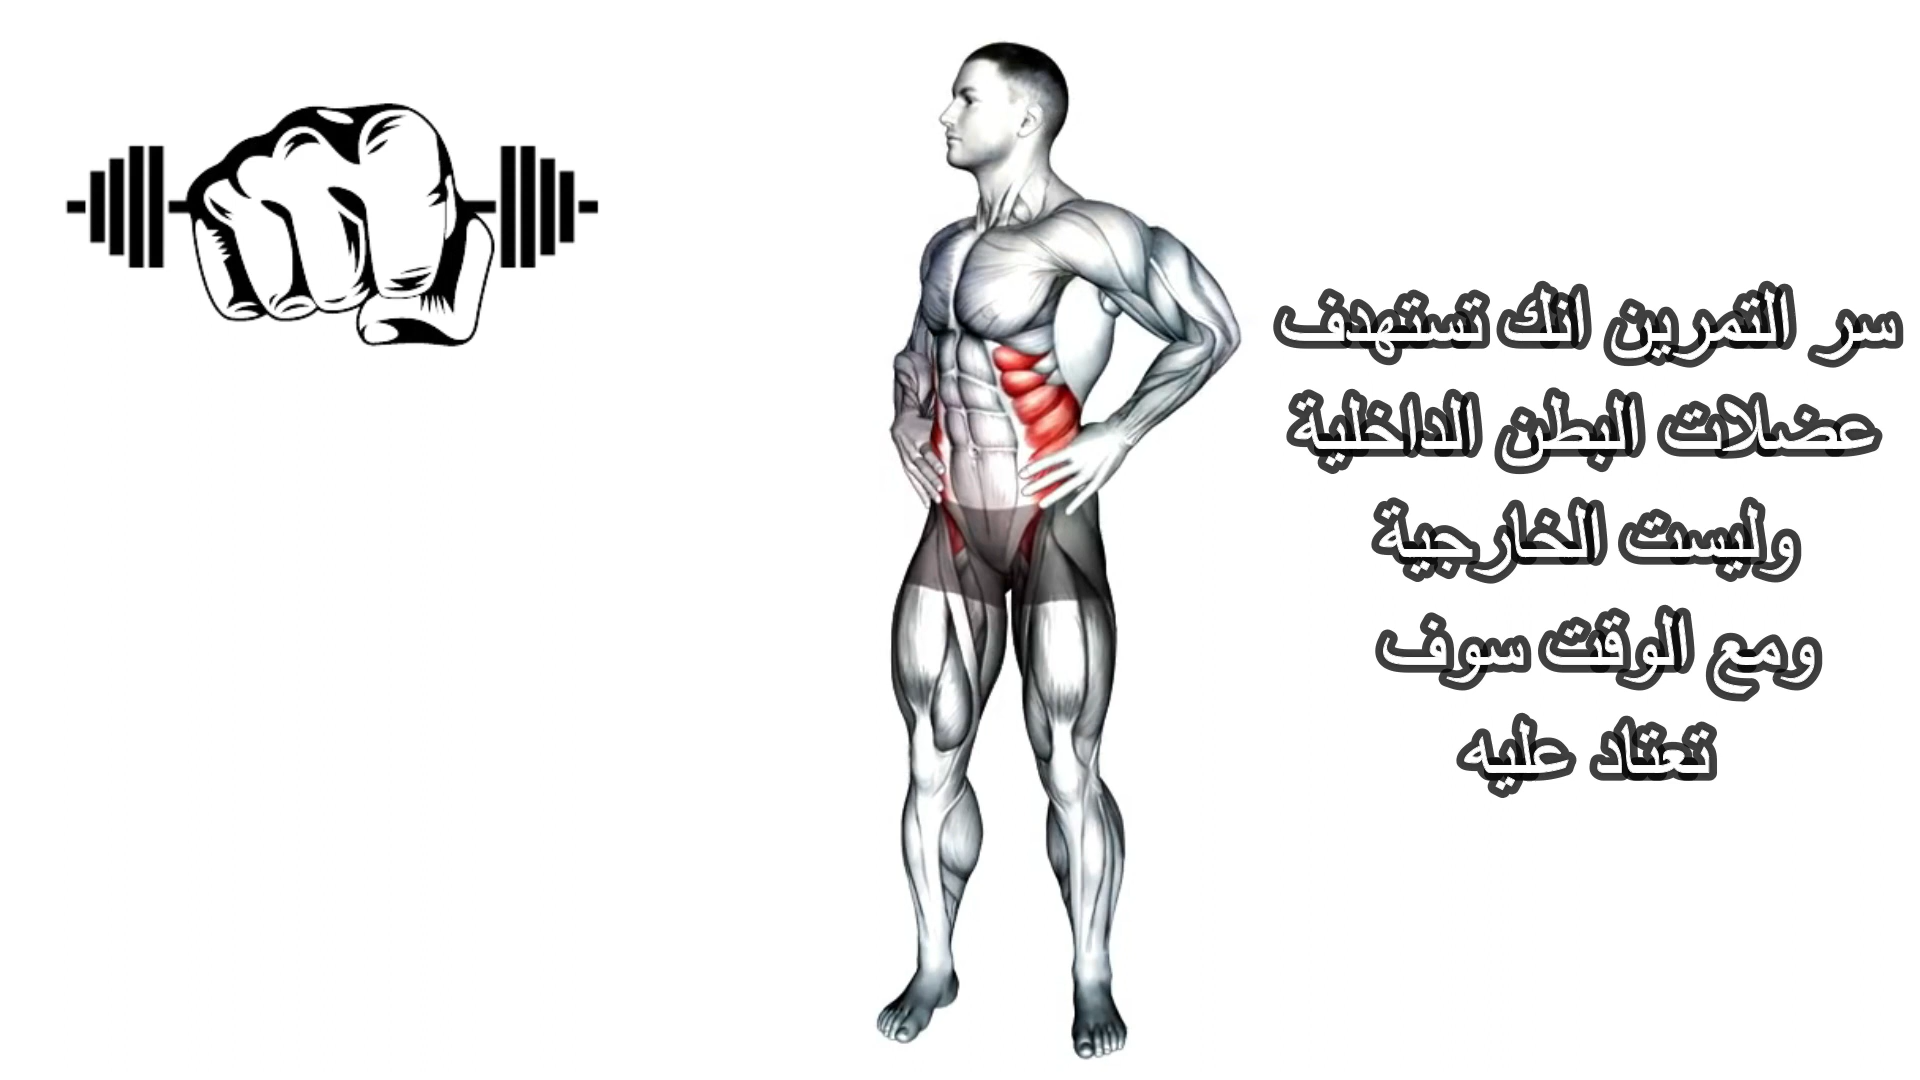 سر التمرين انك تستهدف
عضلات البطن الداخلية
وليست الخارجية
ومع الوقت سوف
تعتاد عليه